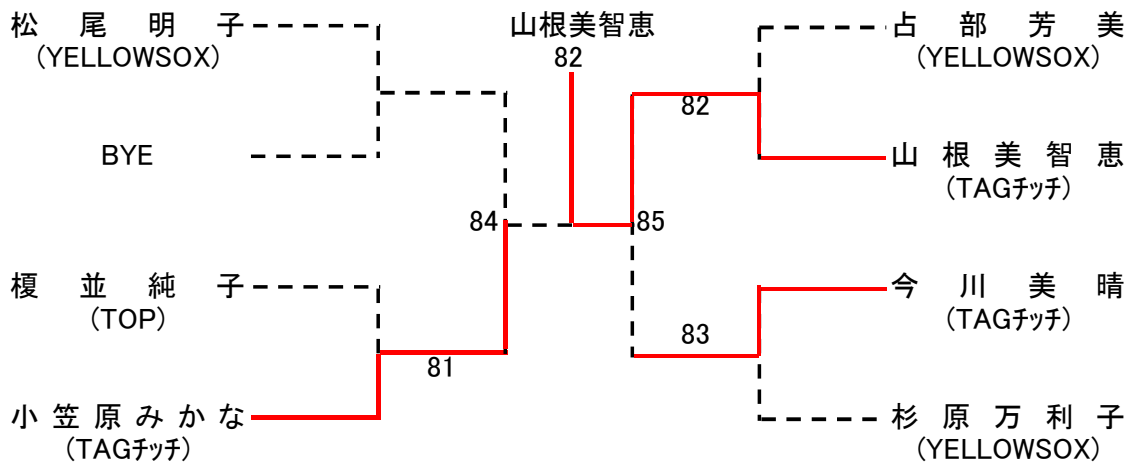 松尾明子
(YELLOWSOX)
BYE
榎並純子
(TOP)
小笠原みかな
(TAGﾁｯﾁ)
84
81
山根美智恵
82
82
85
83
占部芳美
(YELLOWSOX)
山根美智恵
(TAGﾁｯﾁ)
今川美晴
(TAGﾁｯﾁ)
杉原万利子
(YELLOWSOX)